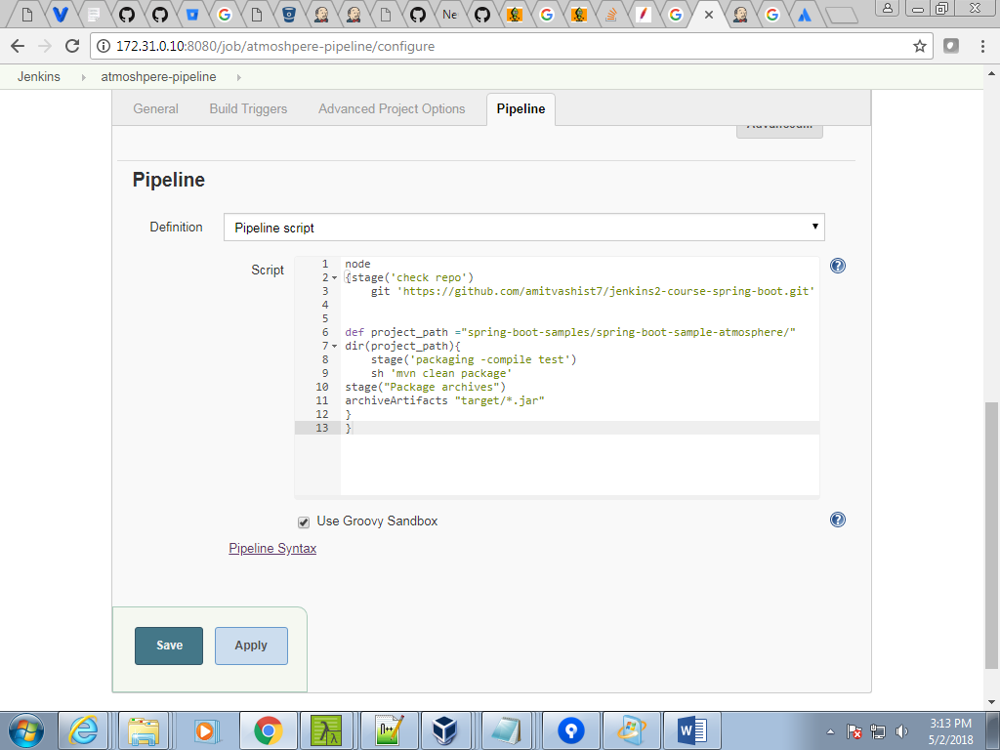 Ne
172.31.0.10:8080/job/atmoshpere-pipeline/configure
Jenkins atmoshpere-pipeline
General Build Triggers Advanced Project Options Pipeline
Advanced...
Pipeline
Definition Pipeline script
Script
1 node
2 {stage('check repo')
3 git 'https://github.com/amitvashist7/jenkins2-course-spring-boot.git'
4
5
6 def project_path ="spring-boot-samples/spring-boot-sample-atmosphere/"
7 dir(project_path){
8 stage('packaging -compile test')
9 sh 'mvn clean package'
10 stage("Package archives")
11 archiveArtifacts "target/*.jar"
12 }
13 }
Use Groovy Sandbox
Pipeline Syntax
Save Apply
3:13 PM
5/2/2018